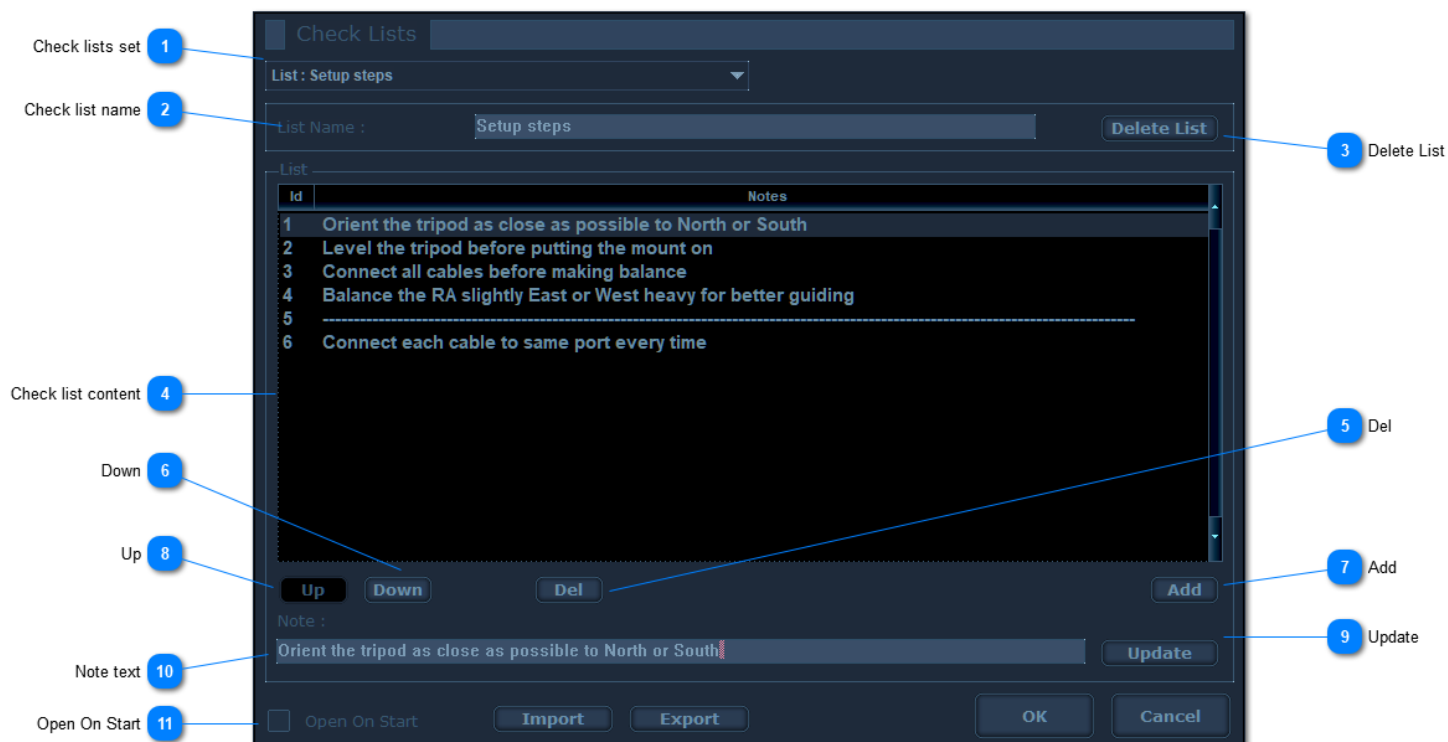 Check Lists
Check lists set 1
List : Setup steps
Check list name 2
List Name : Setup steps Delete List
3 Delete List
List
Id Notes
1 Orient the tripod as close as possible to North or South
2 Level the tripod before putting the mount on
3 Connect all cables before making balance
4 Balance the RA slightly East or West heavy for better guiding
5 ----------------------------------------------------------------------------------------------------------------------------------
6 Connect each cable to same port every time
Check list content 4
5 Del
Down 6
Up 8
7 Add
Up Down Del Add
Note :
9 Update
Orient the tripod as close as possible to North or South Update
Note text 10
Open On Start 11
Open On Start Import Export OK Cancel